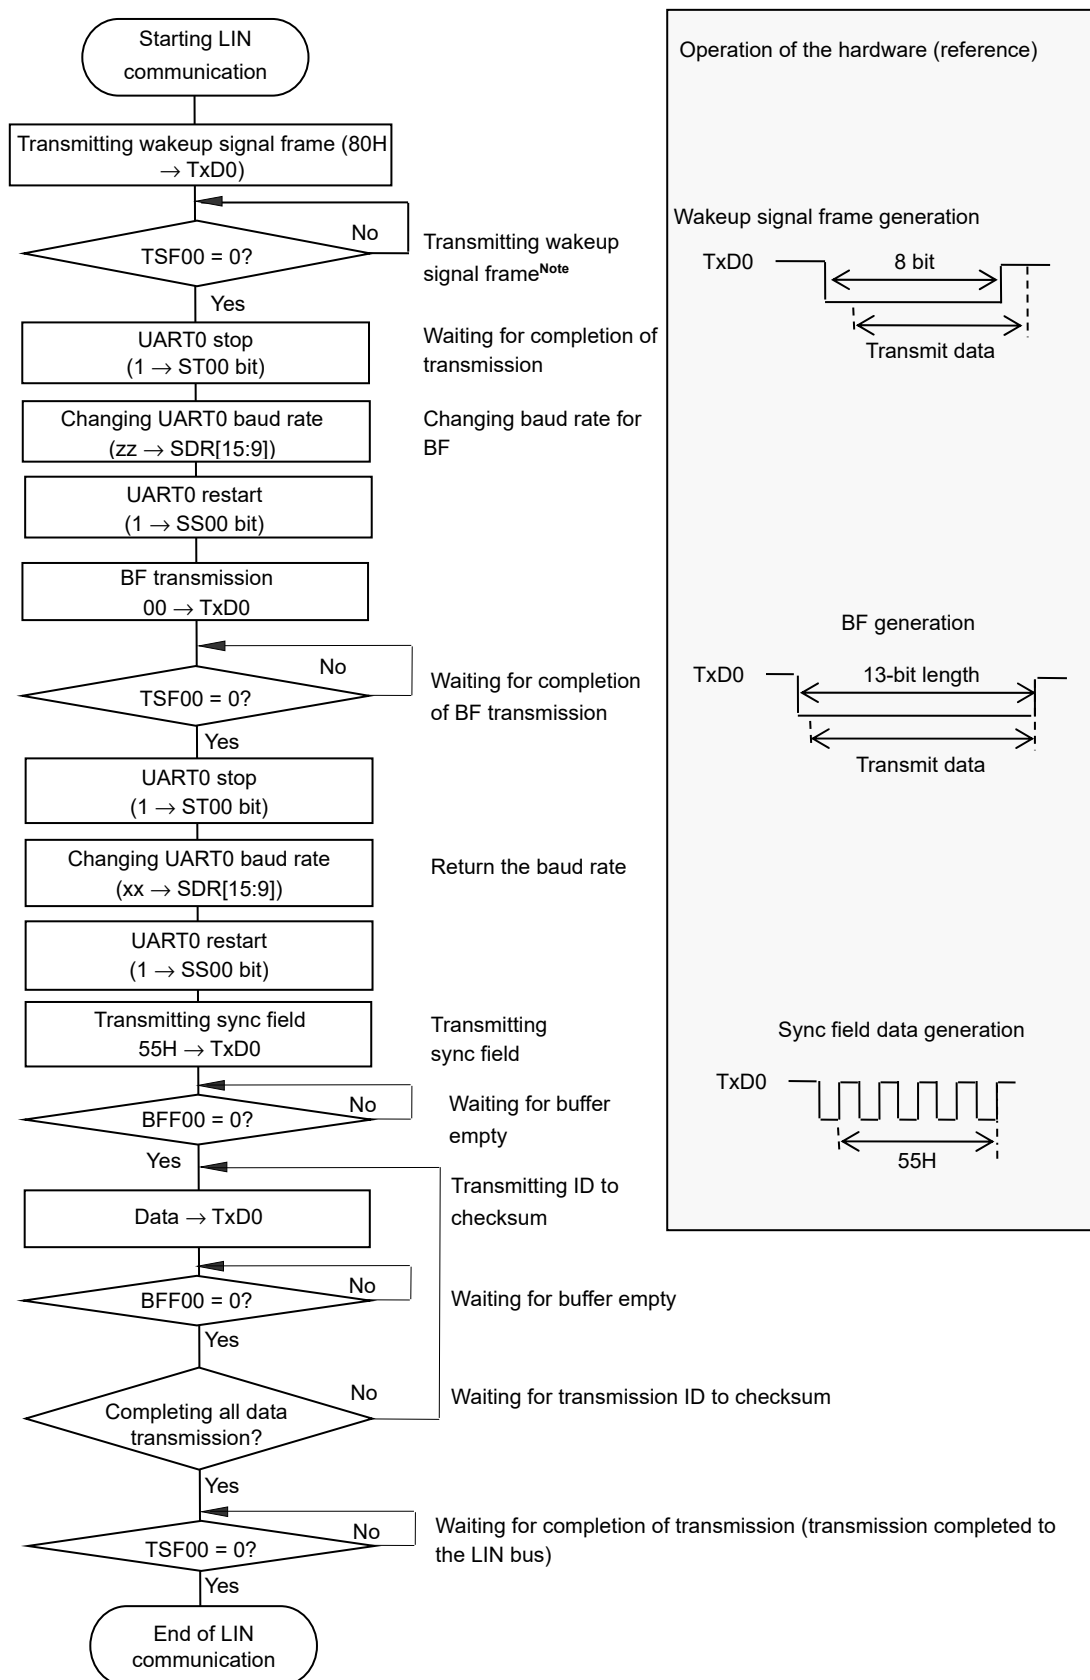 Starting LIN
communication
Transmitting wakeup signal frame (80H
→ TxD0)
No
TSF00 = 0?
Yes
Transmitting wakeup
signal frameNote
UART0 stop
(1 → ST00 bit)
Waiting for completion of
transmission
Changing UART0 baud rate
(zz → SDR[15:9])
Changing baud rate for
BF
UART0 restart
(1 → SS00 bit)
BF transmission
00 → TxD0
No
TSF00 = 0?
Yes
Waiting for completion
of BF transmission
UART0 stop
(1 → ST00 bit)
Changing UART0 baud rate
(xx → SDR[15:9])
Return the baud rate
UART0 restart
(1 → SS00 bit)
Transmitting sync field
55H → TxD0
Transmitting
sync field
No
BFF00 = 0?
Yes
Waiting for buffer
empty
Data → TxD0
Transmitting ID to
checksum
No
BFF00 = 0?
Yes
Waiting for buffer empty
No
Completing all data
transmission?
Yes
Waiting for transmission ID to checksum
No
TSF00 = 0?
Yes
Waiting for completion of transmission (transmission completed to
the LIN bus)
End of LIN
communication
Operation of the hardware (reference)
Wakeup signal frame generation
TxD0
8 bit
Transmit data
BF generation
TxD0
13-bit length
Transmit data
Sync field data generation
TxD0
55H